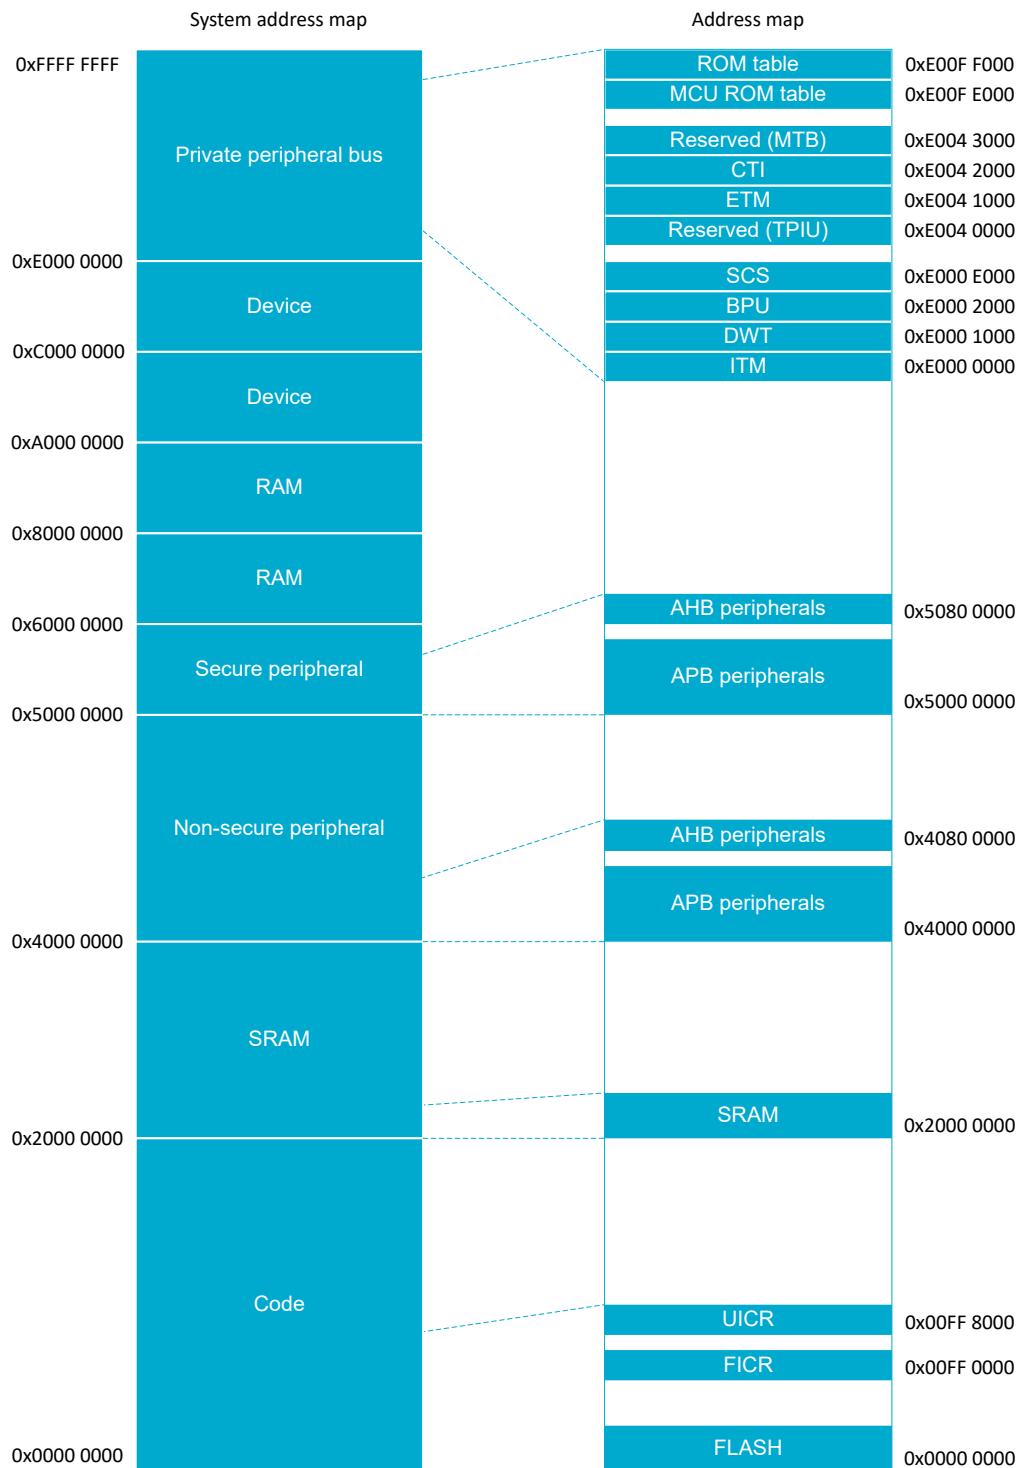 System address map
Address map
0xFFFF FFFF
ROM table
0xE00F F000
MCU ROM table
0xE00F E000
Reserved (MTB)
0xE004 3000
Private peripheral bus
CTI
0xE004 2000
ETM
0xE004 1000
Reserved (TPIU)
0xE004 0000
0xE000 0000
SCS
0xE000 E000
Device
BPU
0xE000 2000
DWT
0xE000 1000
0xC000 0000
ITM
0xE000 0000
Device
0xA000 0000
RAM
0x8000 0000
RAM
AHB peripherals
0x5080 0000
0x6000 0000
Secure peripheral
APB peripherals
0x5000 0000
0x5000 0000
Non-secure peripheral
AHB peripherals
0x4080 0000
APB peripherals
0x4000 0000
0x4000 0000
SRAM
SRAM
0x2000 0000
0x2000 0000
Code
UICR
0x00FF 8000
FICR
0x00FF 0000
FLASH
0x0000 0000
0x0000 0000